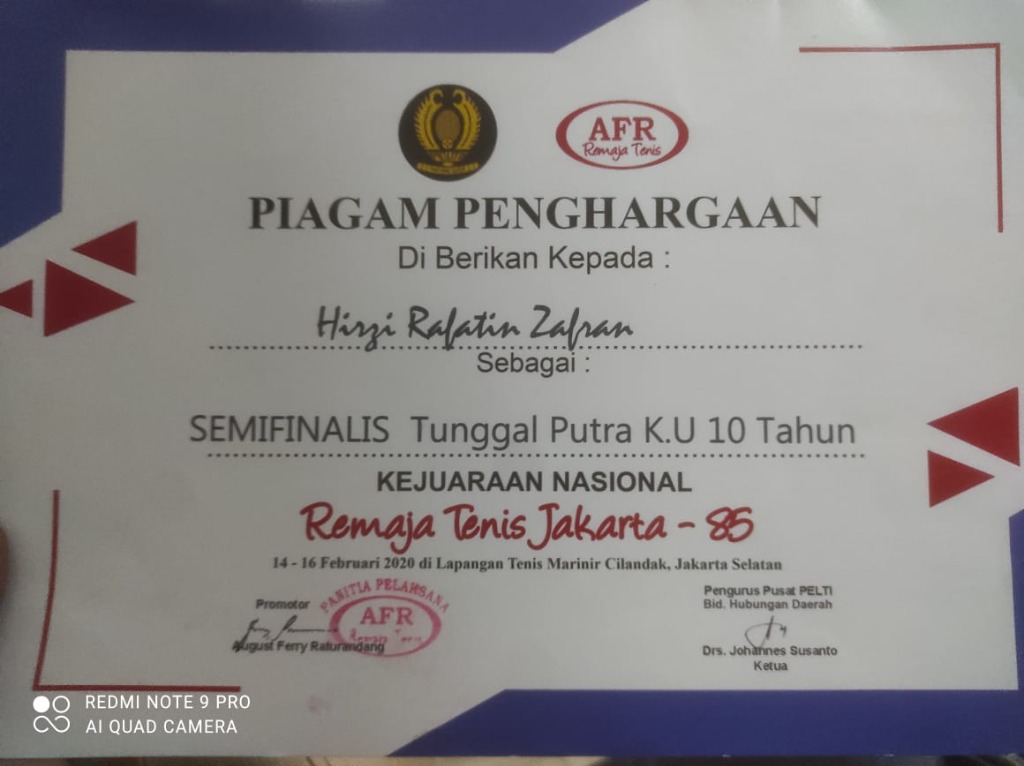 AFR
Remaja Tenis
PIAGAM PENGHARGAAN
Di Berikan Kepada :
Hirzi Rafatin Zafran
Sebagai :
SEMIFINALIS Tunggal Putra K.U 10 Tahun
KEJUARAAN NASIONAL
Remaja Tenis Jakarta - 85
14 - 16 Februari 2020 di Lapangan Tenis Marinir Cilandak, Jakarta Selatan
Promotor
PANITIA PELAKSANA
AFR
Remaja Tenis
August Ferry Raturandang
Pengurus Pusat PELTI
Bid. Hubungan Daerah
Drs. Johannes Susanto
Ketua
REDMI NOTE 9 PRO
AI QUAD CAMERA